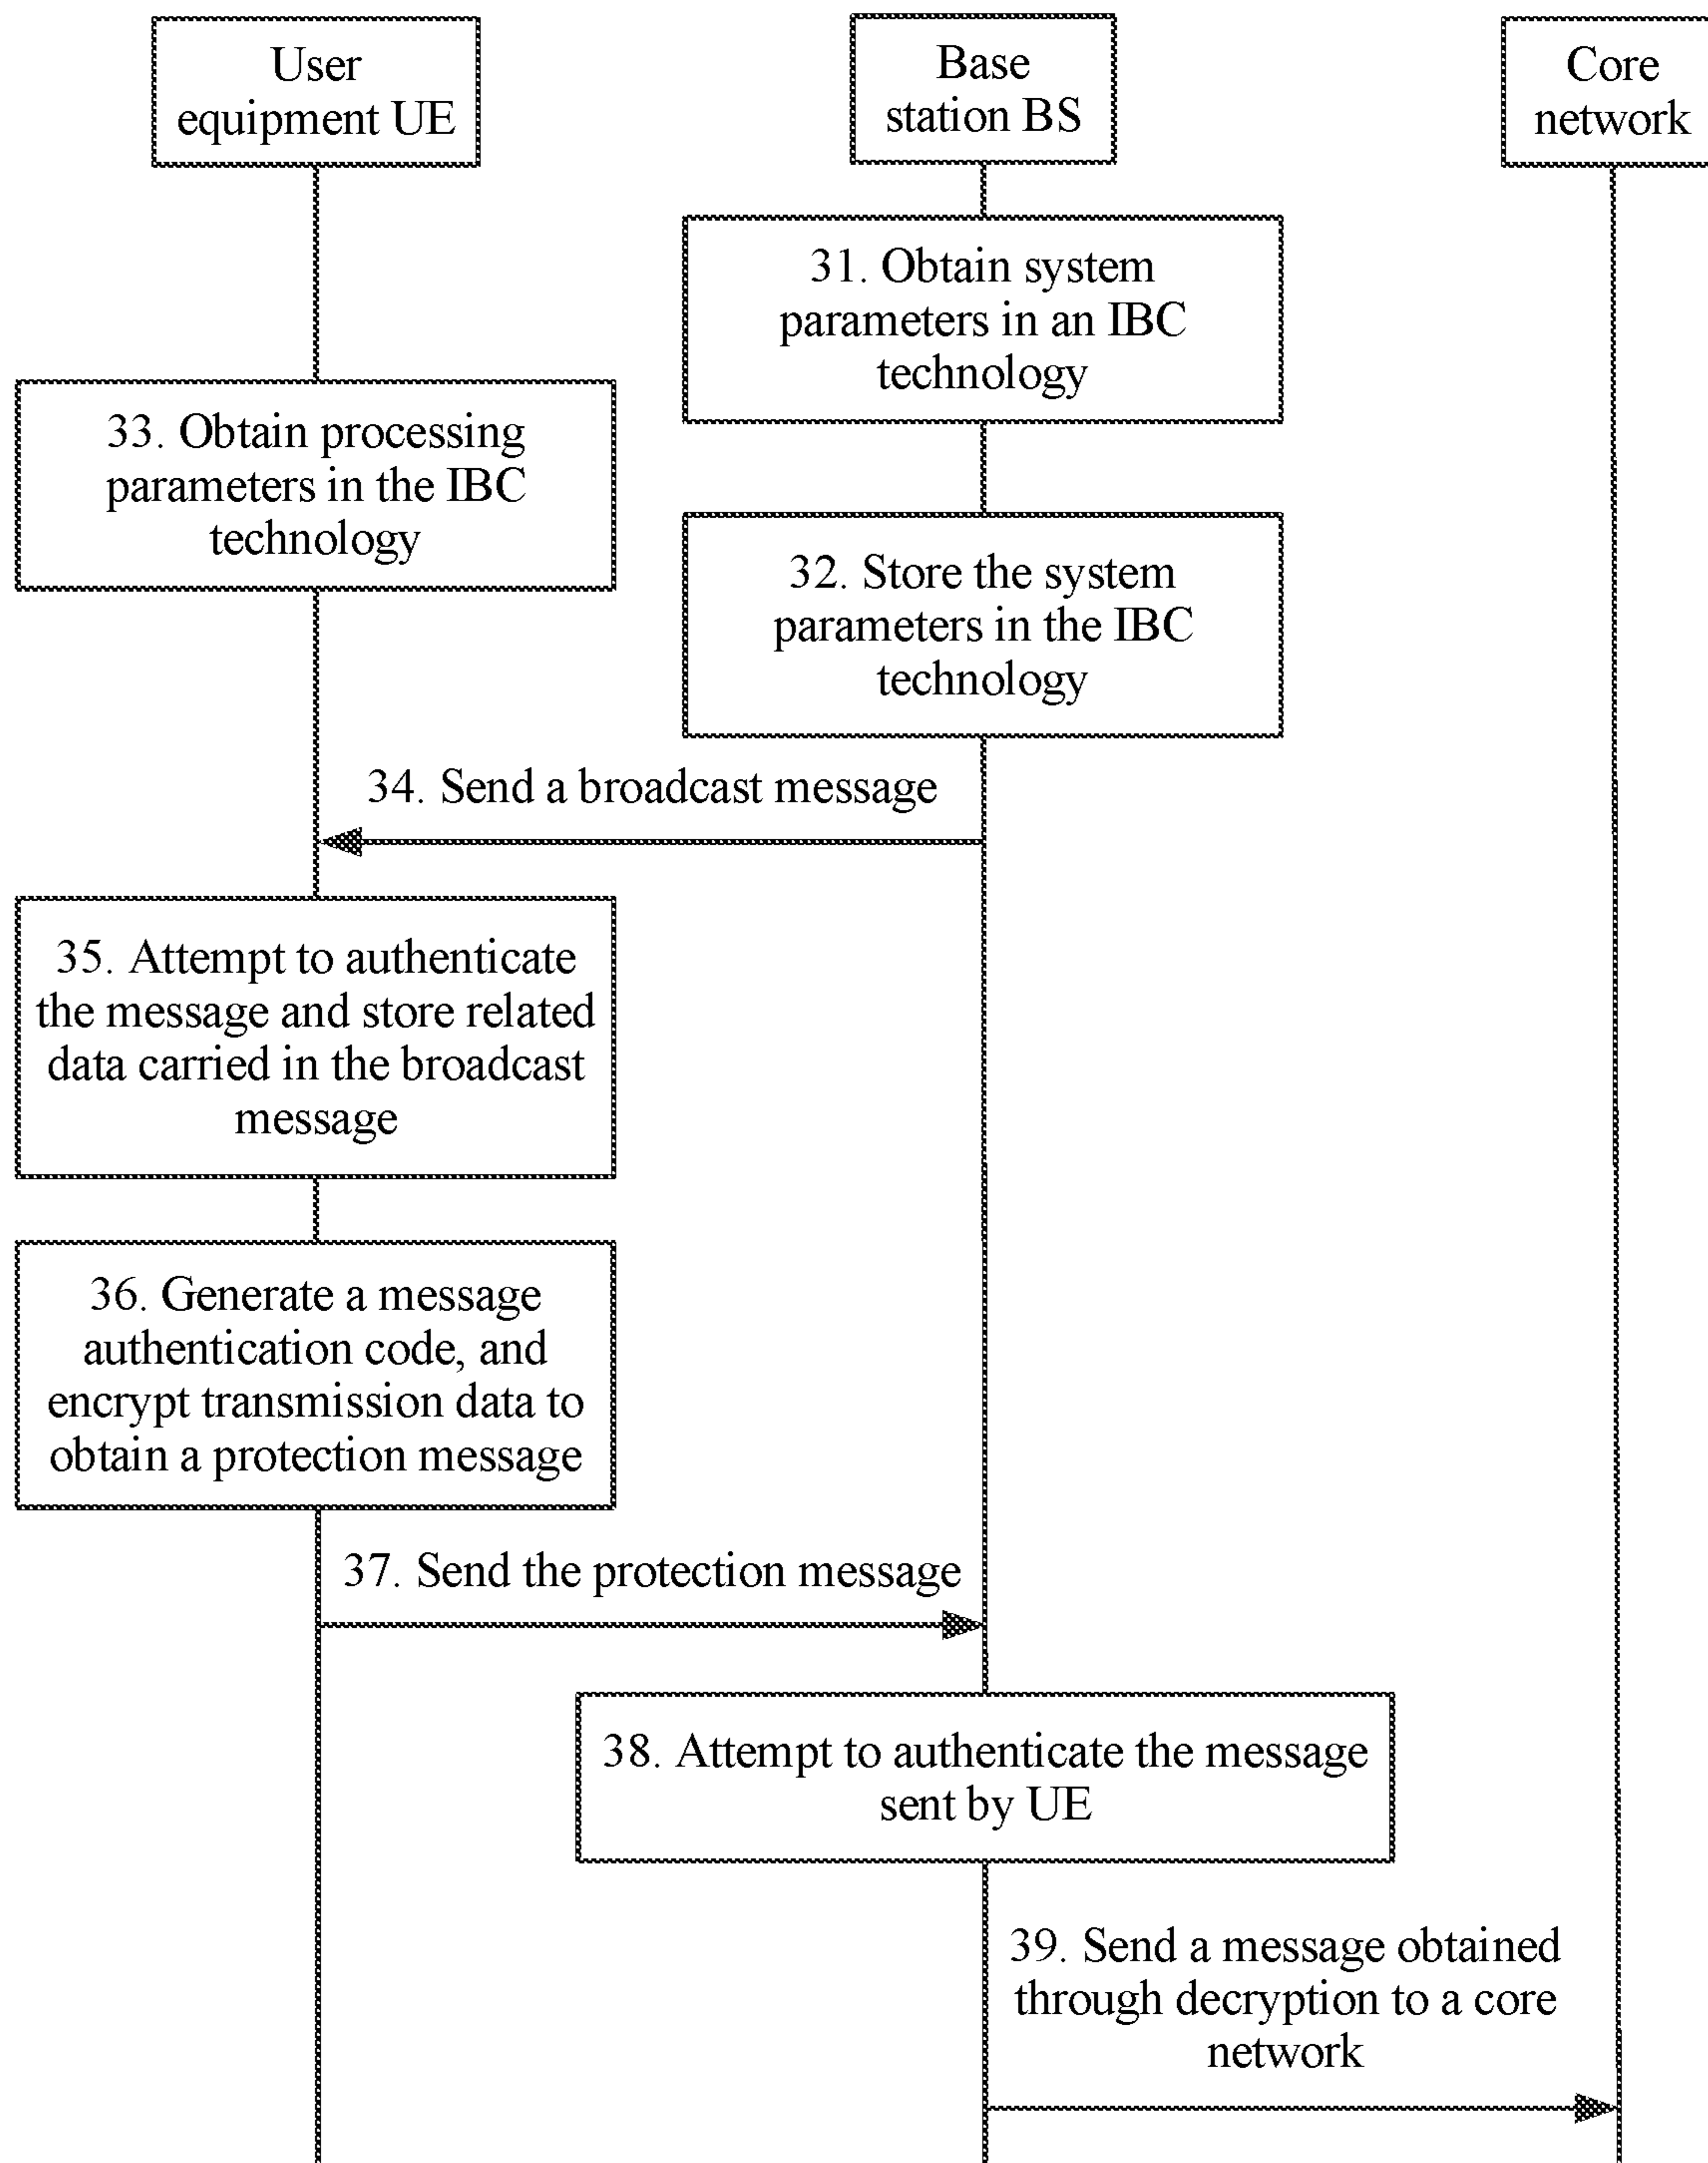 User
equipment UE
Base
station BS
Core
network
31. Obtain system
parameters in an IBC
technology
33. Obtain processing
parameters in the IBC
technology
32. Store the system
parameters in the IBC
technology
34. Send a broadcast message
35. Attempt to authenticate
the message and store related
data carried in the broadcast
message
36. Generate a message
authentication code, and
encrypt transmission data to
obtain a protection message
37. Send the protection message
38. Attempt to authenticate the message
sent by UE
39. Send a message obtained
through decryption to a core
network